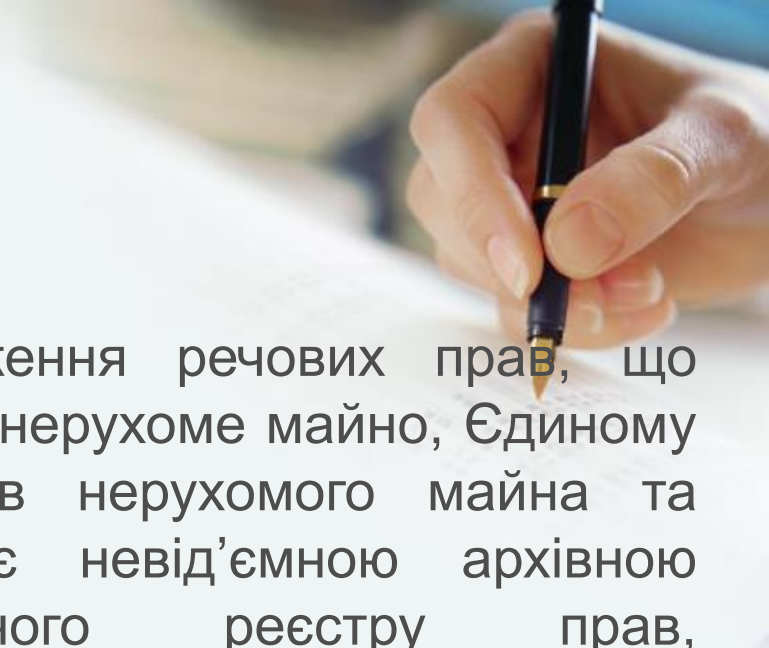 ження речових прав, що
нерухоме майно, Єдиному
в нерухомого майна та
є невід’ємною архівною
ного реєстру прав,